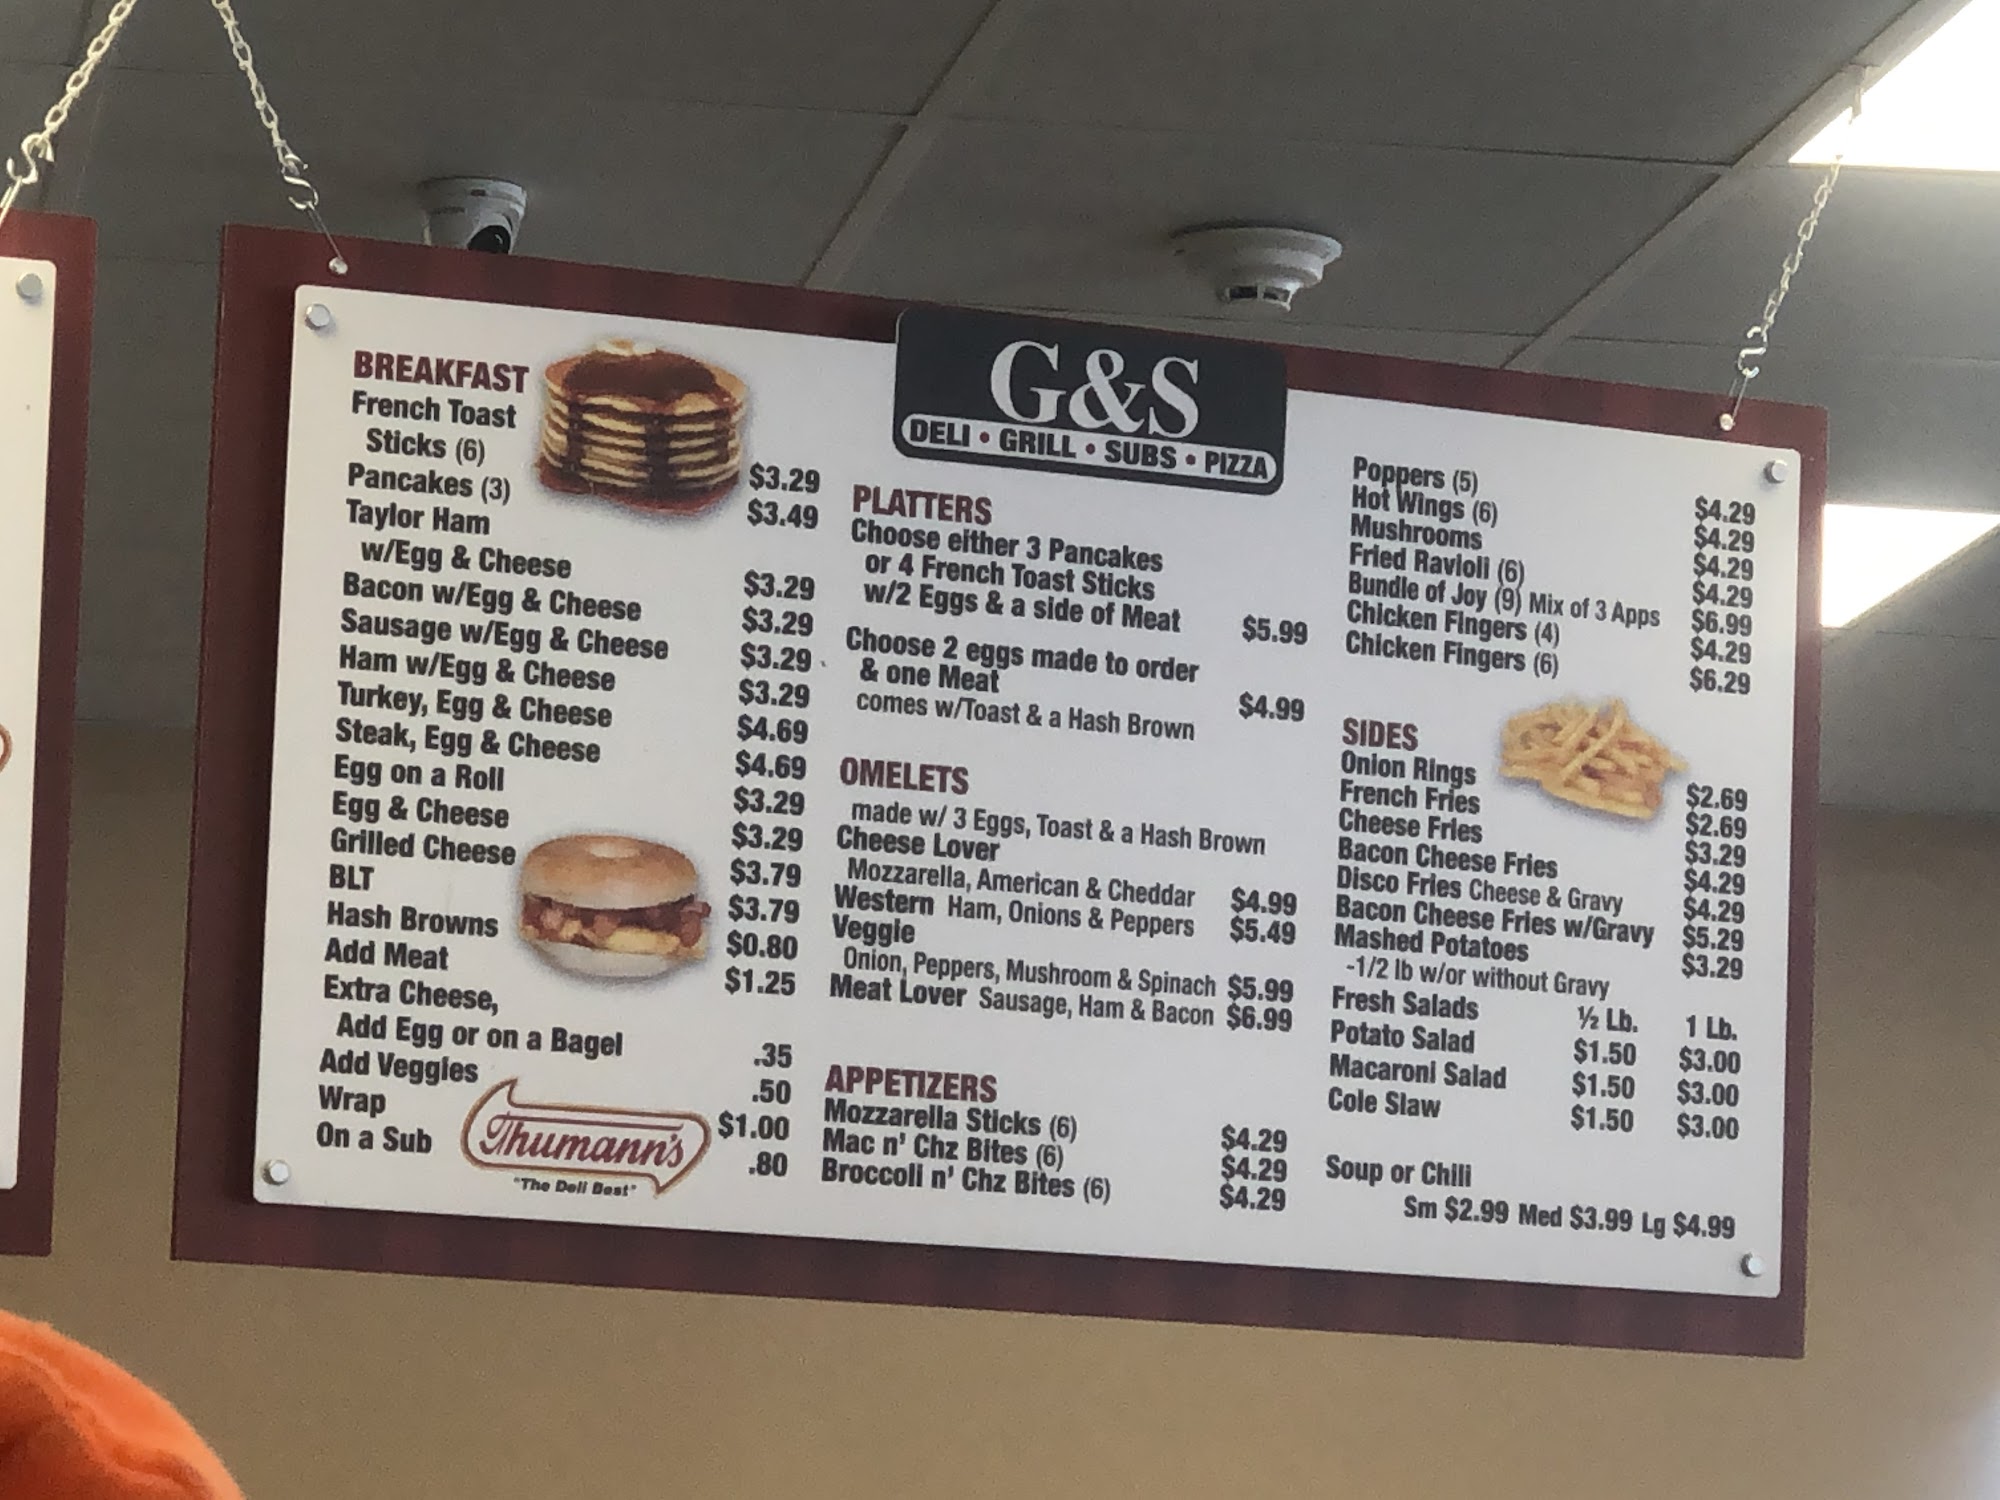 BREAKFAST
French Toast
Sticks (6) $3.29
Pancakes (3) $3.49
Taylor Ham
w/Egg & Cheese $3.29
Bacon w/Egg & Cheese $3.29
Sausage w/Egg & Cheese $3.29
Ham w/Egg & Cheese $3.29
Turkey, Egg & Cheese $4.69
Steak, Egg & Cheese $4.69
Egg on a Roll $3.29
Egg & Cheese $3.29
Grilled Cheese $3.79
BLT $3.79
Hash Browns $0.80
Add Meat $1.25
Extra Cheese,
Add Egg or on a Bagel .35
Add Veggies .50
Wrap $1.00
On a Sub .80
Thumann's
"The Deli Best"
G&S
DELI • GRILL • SUBS • PIZZA
PLATTERS
Choose either 3 Pancakes
or 4 French Toast Sticks
w/2 Eggs & a side of Meat $5.99
Choose 2 eggs made to order
& one Meat $4.99
comes w/Toast & a Hash Brown
OMELETS
made w/ 3 Eggs, Toast & a Hash Brown
Cheese Lover
Mozzarella, American & Cheddar $4.99
Western Ham, Onions & Peppers $5.49
Veggie
Onion, Peppers, Mushroom & Spinach $5.99
Meat Lover Sausage, Ham & Bacon $6.99
APPETIZERS
Mozzarella Sticks (6) $4.29
Mac n' Chz Bites (6) $4.29
Broccoli n' Chz Bites (6) $4.29
Poppers (5) $4.29
Hot Wings (6) $4.29
Mushrooms $4.29
Fried Ravioli (6) $4.29
Bundle of Joy (9) Mix of 3 Apps $6.99
Chicken Fingers (4) $4.29
Chicken Fingers (6) $6.29
SIDES
Onion Rings $2.69
French Fries $2.69
Cheese Fries $3.29
Bacon Cheese Fries $4.29
Disco Fries Cheese & Gravy $4.29
Bacon Cheese Fries w/Gravy $5.29
Mashed Potatoes $3.29
-1/2 lb w/or without Gravy
Fresh Salads ½ Lb. 1 Lb.
Potato Salad $1.50 $3.00
Macaroni Salad $1.50 $3.00
Cole Slaw $1.50 $3.00
Soup or Chili
Sm $2.99 Med $3.99 Lg $4.99